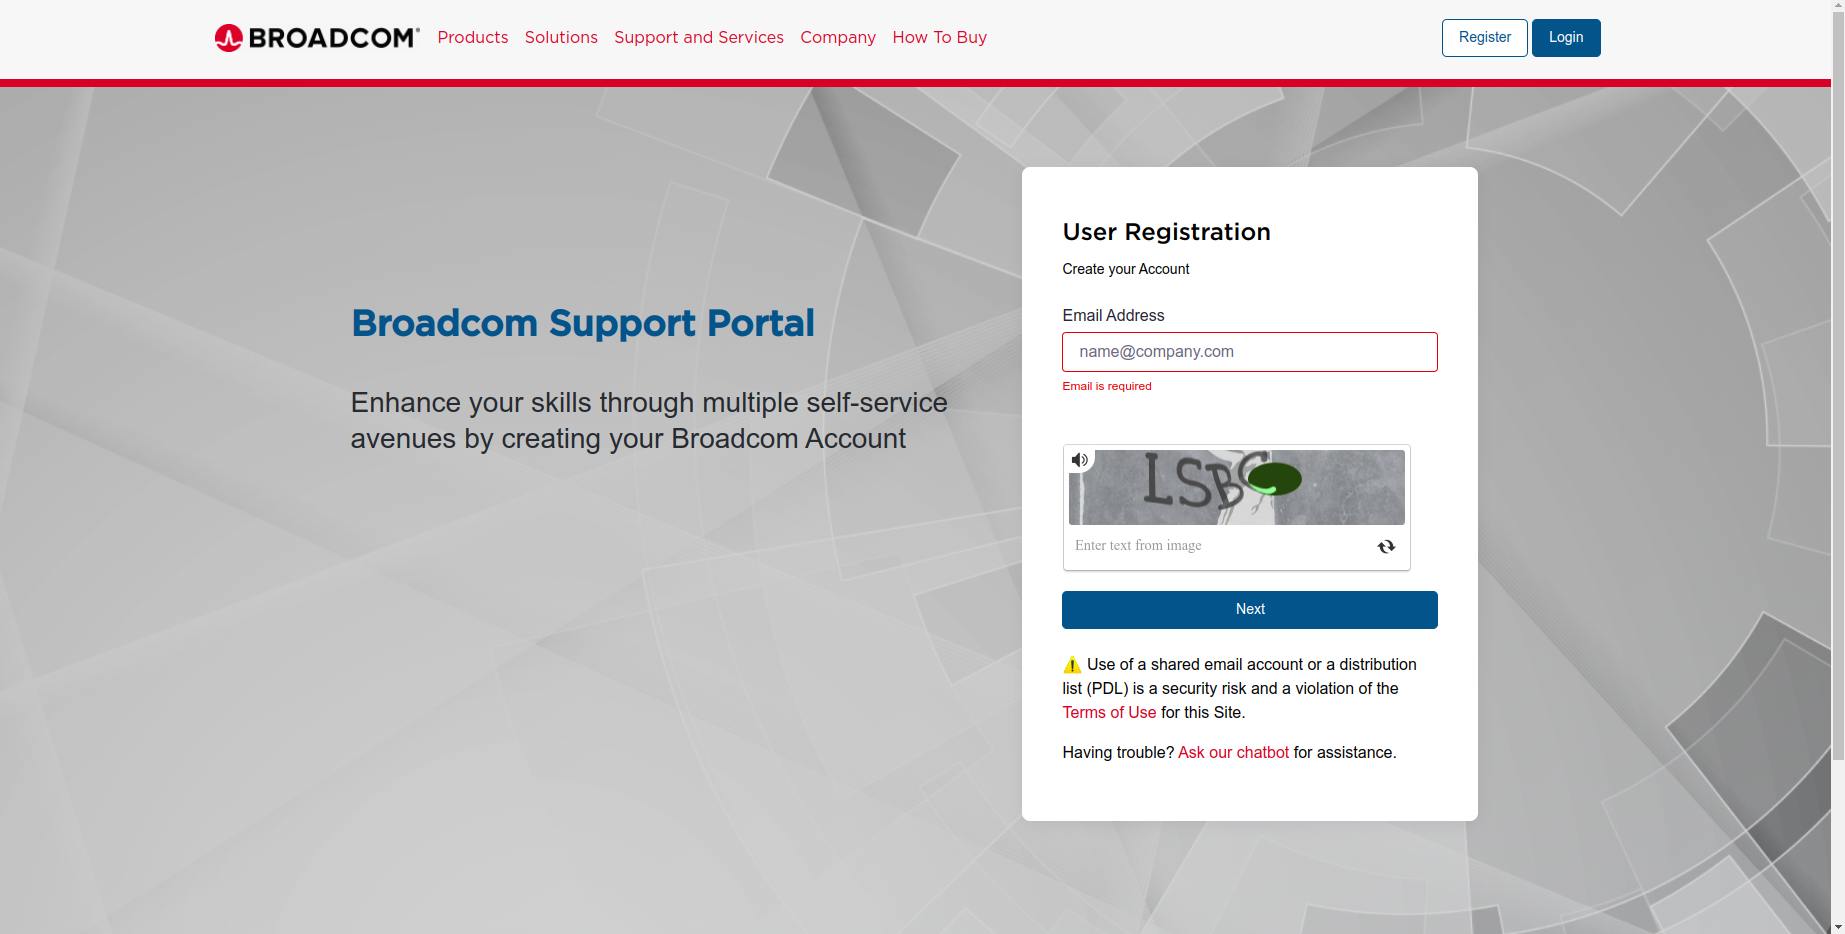 BROADCOM®
Products
Solutions
Support and Services
Company
How To Buy
Register
Login
Broadcom Support Portal
Enhance your skills through multiple self-service
avenues by creating your Broadcom Account
User Registration
Create your Account
Email Address
name@company.com
Email is required
Enter text from image
Next
⚠️ Use of a shared email account or a distribution
list (PDL) is a security risk and a violation of the
Terms of Use for this Site.
Having trouble? Ask our chatbot for assistance.